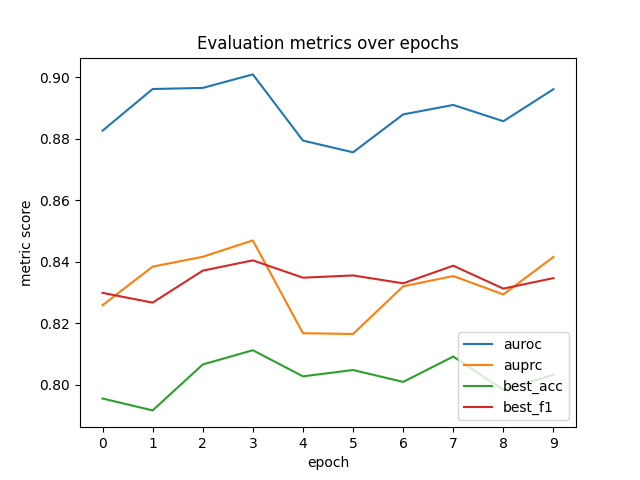 Evaluation metrics over epochs
metric score
0.90
0.88
0.86
0.84
0.82
0.80
auroc
auprc
best_acc
best_f1
0 1 2 3 4 5 6 7 8 9
epoch